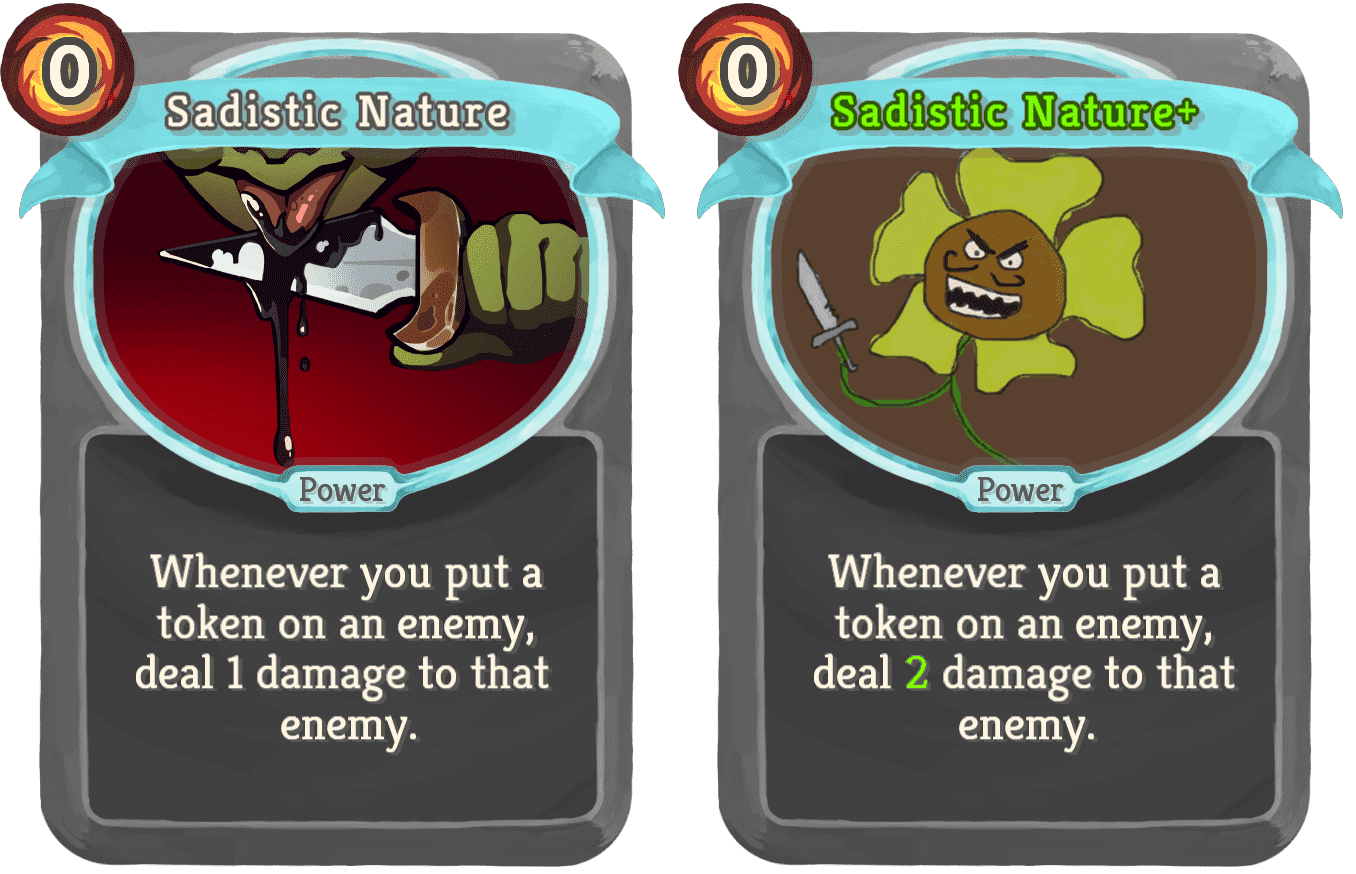 0
Sadistic Nature
Power
Whenever you put a
token on an enemy,
deal 1 damage to that
enemy.
0
Sadistic Nature+
Power
Whenever you put a
token on an enemy,
deal 2 damage to that
enemy.